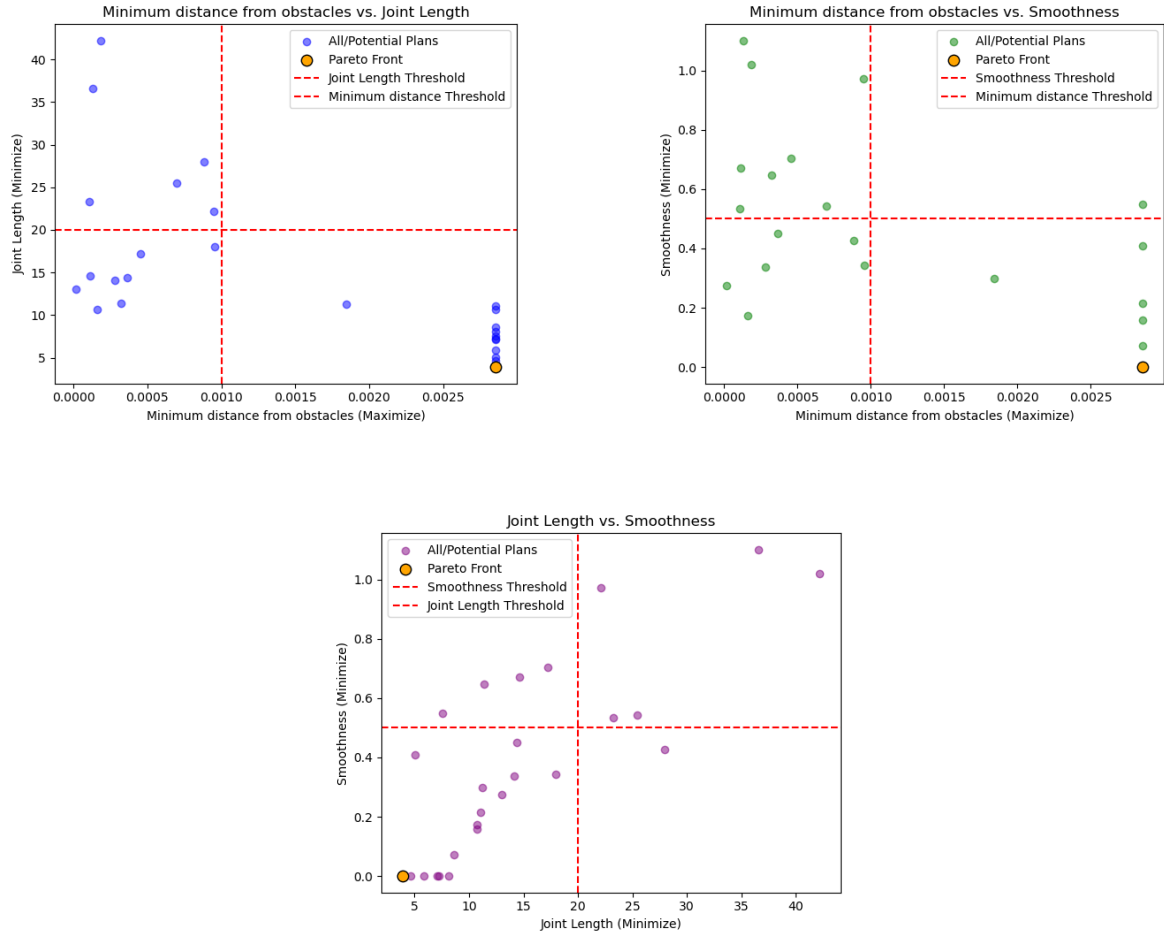 Minimum distance from obstacles vs. Joint Length
All/Potential Plans
Pareto Front
Joint Length Threshold
Minimum distance Threshold
Joint Length (Minimize)
40
35
30
25
20
15
10
5
0.0000 0.0005 0.0010 0.0015 0.0020 0.0025
Minimum distance from obstacles (Maximize)
Minimum distance from obstacles vs. Smoothness
All/Potential Plans
Pareto Front
Smoothness Threshold
Minimum distance Threshold
Smoothness (Minimize)
1.0
0.8
0.6
0.4
0.2
0.0
0.0000 0.0005 0.0010 0.0015 0.0020 0.0025
Minimum distance from obstacles (Maximize)
Joint Length vs. Smoothness
All/Potential Plans
Pareto Front
Smoothness Threshold
Joint Length Threshold
Smoothness (Minimize)
1.0
0.8
0.6
0.4
0.2
0.0
5 10 15 20 25 30 35 40
Joint Length (Minimize)